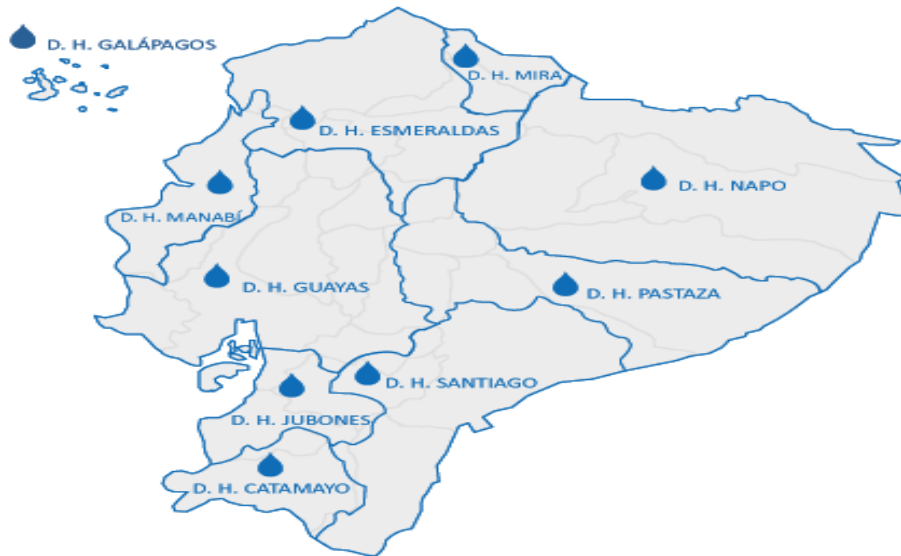 D. H. GALÁPAGOS
D. H. MIRA
D. H. ESMERALDAS
D. H. NAPO
D. H. MANABÍ
D. H. GUAYAS
D. H. PASTAZA
D. H. SANTIAGO
D. H. JUBONES
D. H. CATAMAYO